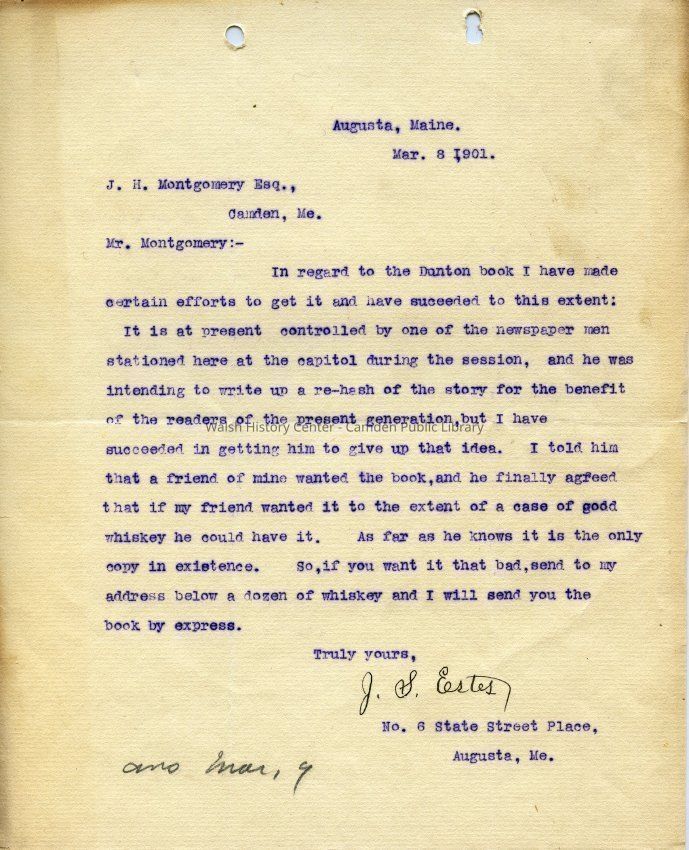 Augusta, Maine.
Mar. 8 1901.
J. H. Montgomery Esq.,
Camden, Me.
Mr. Montgomery:-
In regard to the Danton book I have made
certain efforts to get it and have succeeded to this extent:
It is at present controlled by one of the newspaper men
stationed here at the capitol during the session, and he was
intending to write up a re-hash of the story for the benefit
of the readers of the present generation,but I have
Walsh History Center - Camden Public Library
succeeded in getting him to give up that idea. I told him
that a friend of mine wanted the book,and he finally agreed
that if my friend wanted it to the extent of a case of good
whiskey he could have it. As far as he knows it is the only
copy in existence. So,if you want it that bad,send to my
address below a dozen of whiskey and I will send you the
book by express.
Truly yours,
J. S. Estes
No. 6 State Street Place,
Augusta, Me.
ans Mar, 9